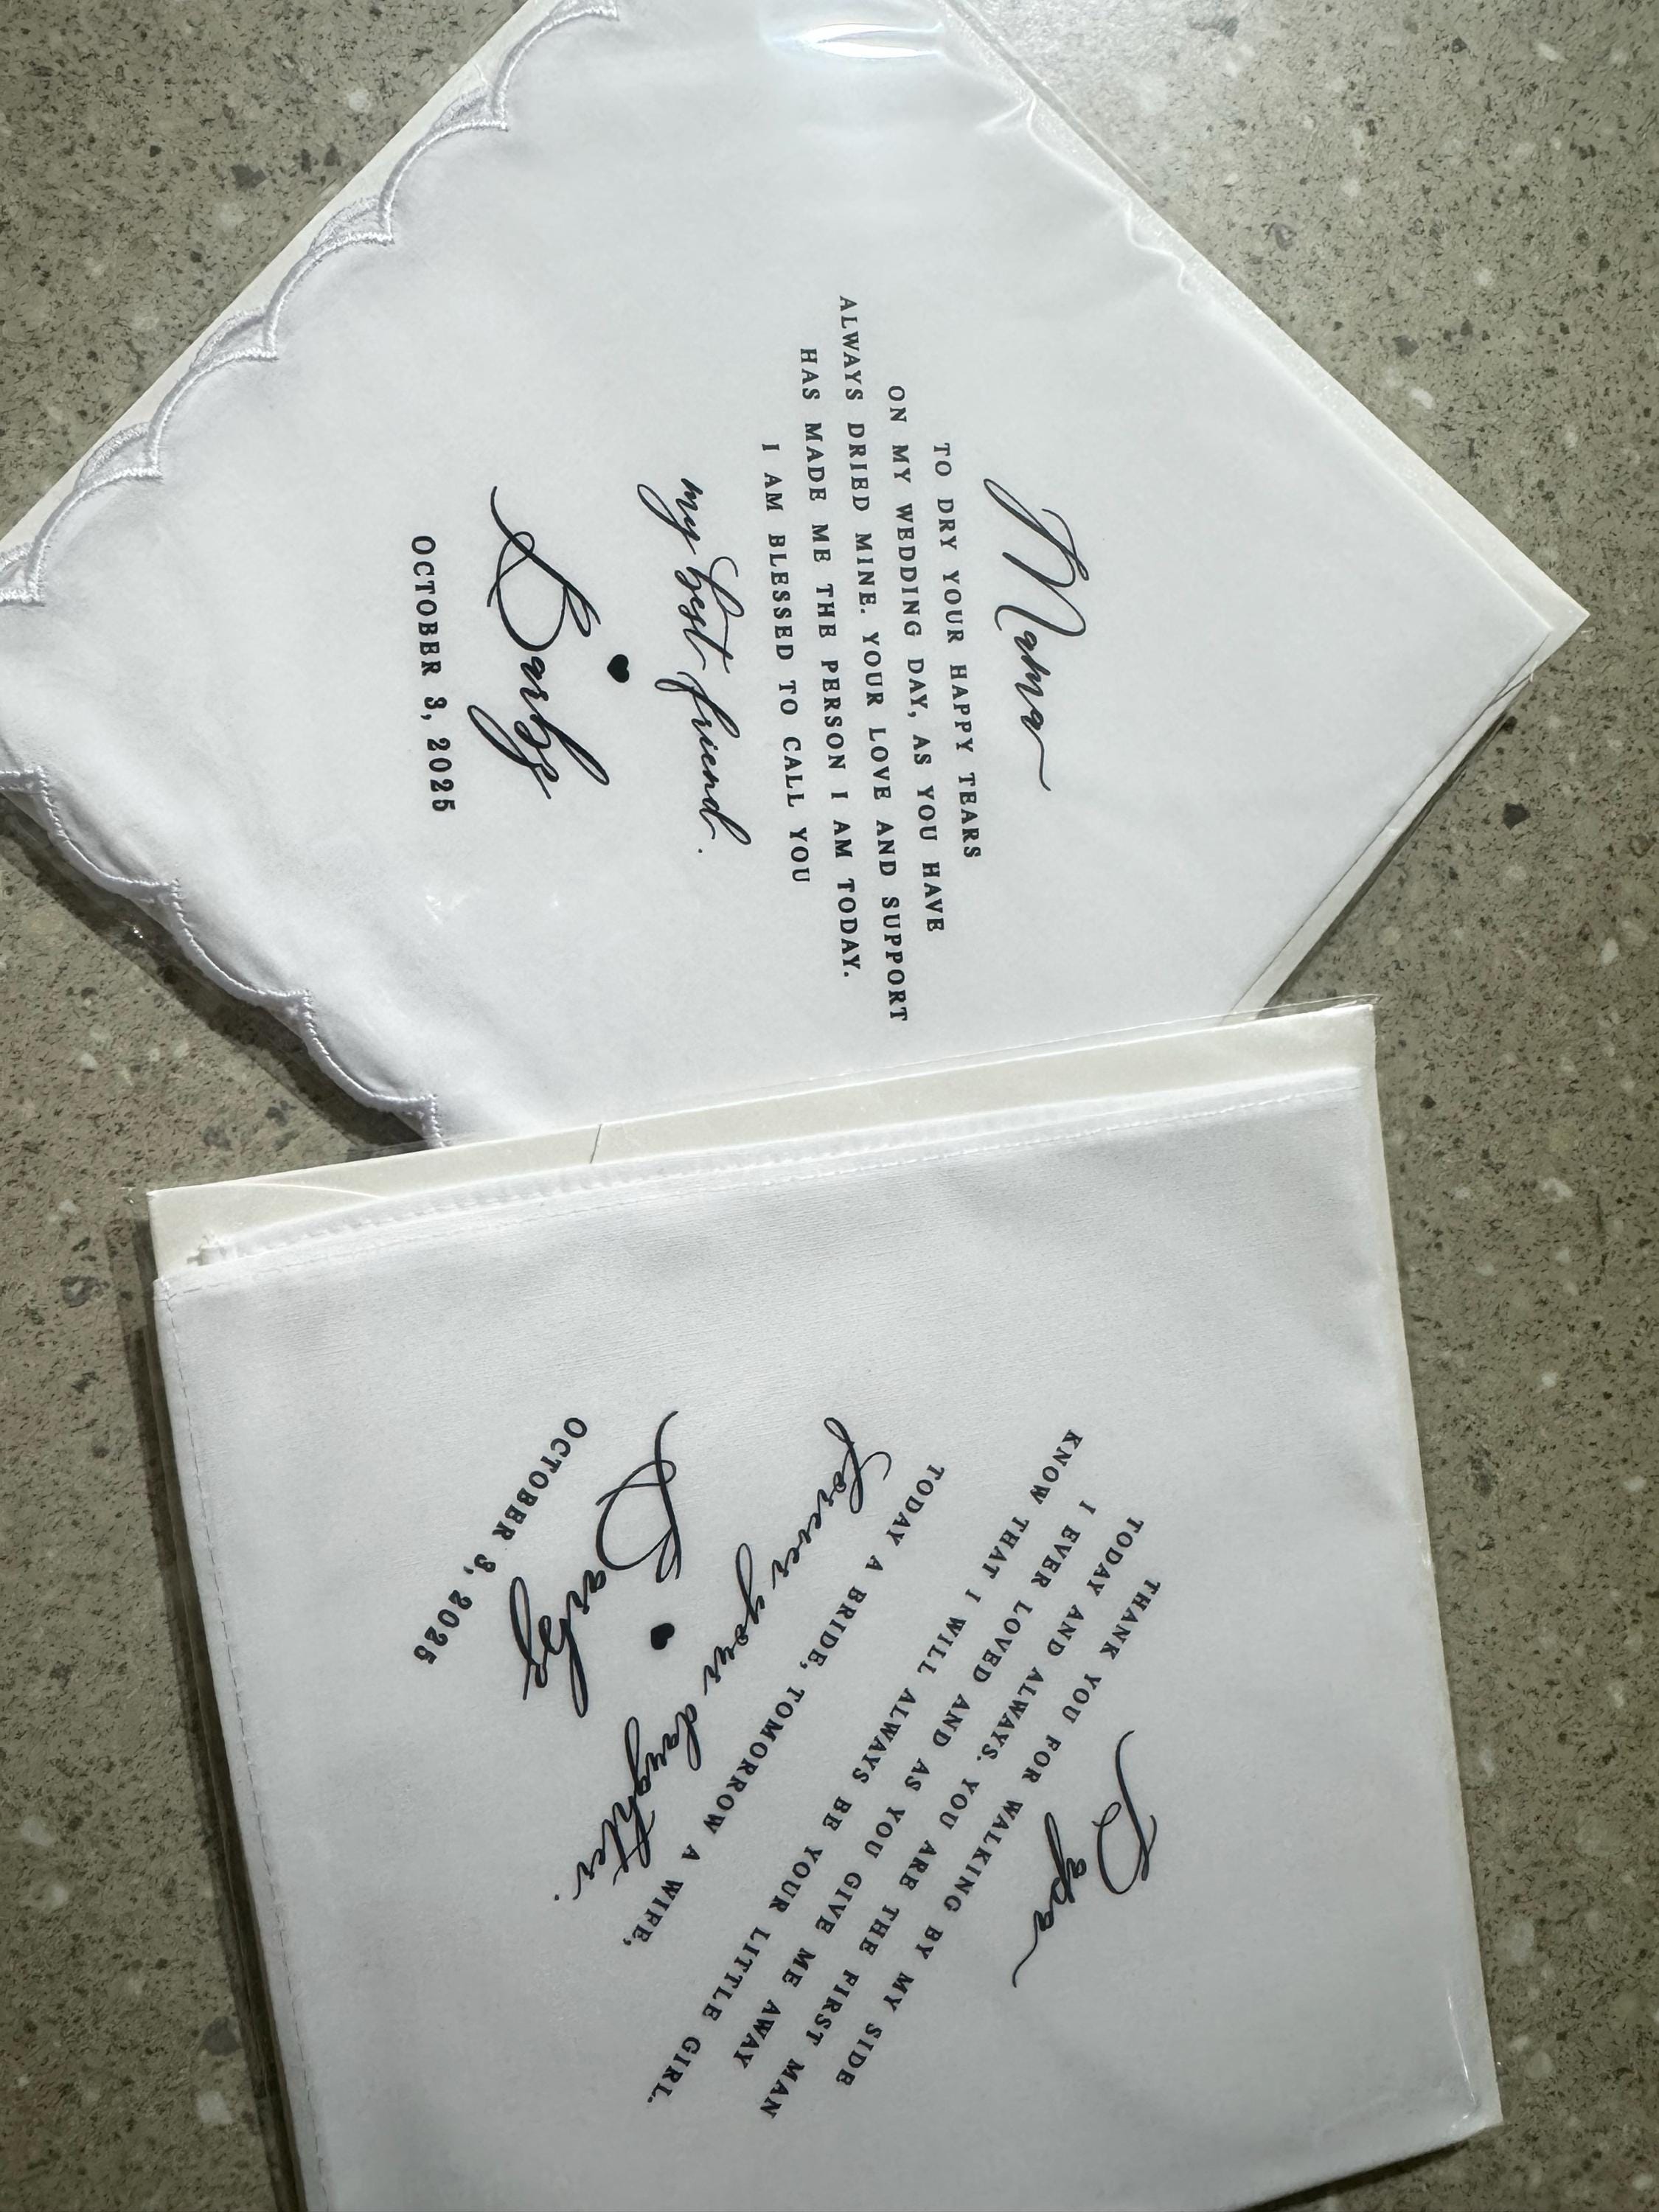 Mama
TO DRY YOUR HAPPY TEARS
ON MY WEDDING DAY, AS YOU HAVE
ALWAYS DRIED MINE. YOUR LOVE AND SUPPORT
HAS MADE ME THE PERSON I AM TODAY.
I AM BLESSED TO CALL YOU
my best friend.
Barbz
OCTOBER 3, 2025
Papa
THANK YOU FOR WALKING BY MY SIDE
TODAY AND ALWAYS. YOU ARE THE FIRST MAN
I EVER LOVED AND AS YOU GIVE ME AWAY
KNOW THAT I WILL ALWAYS BE YOUR LITTLE GIRL.
TODAY A BRIDE, TOMORROW A WIFE,
forever your daughter.
Barbz
OCTOBER 3, 2025